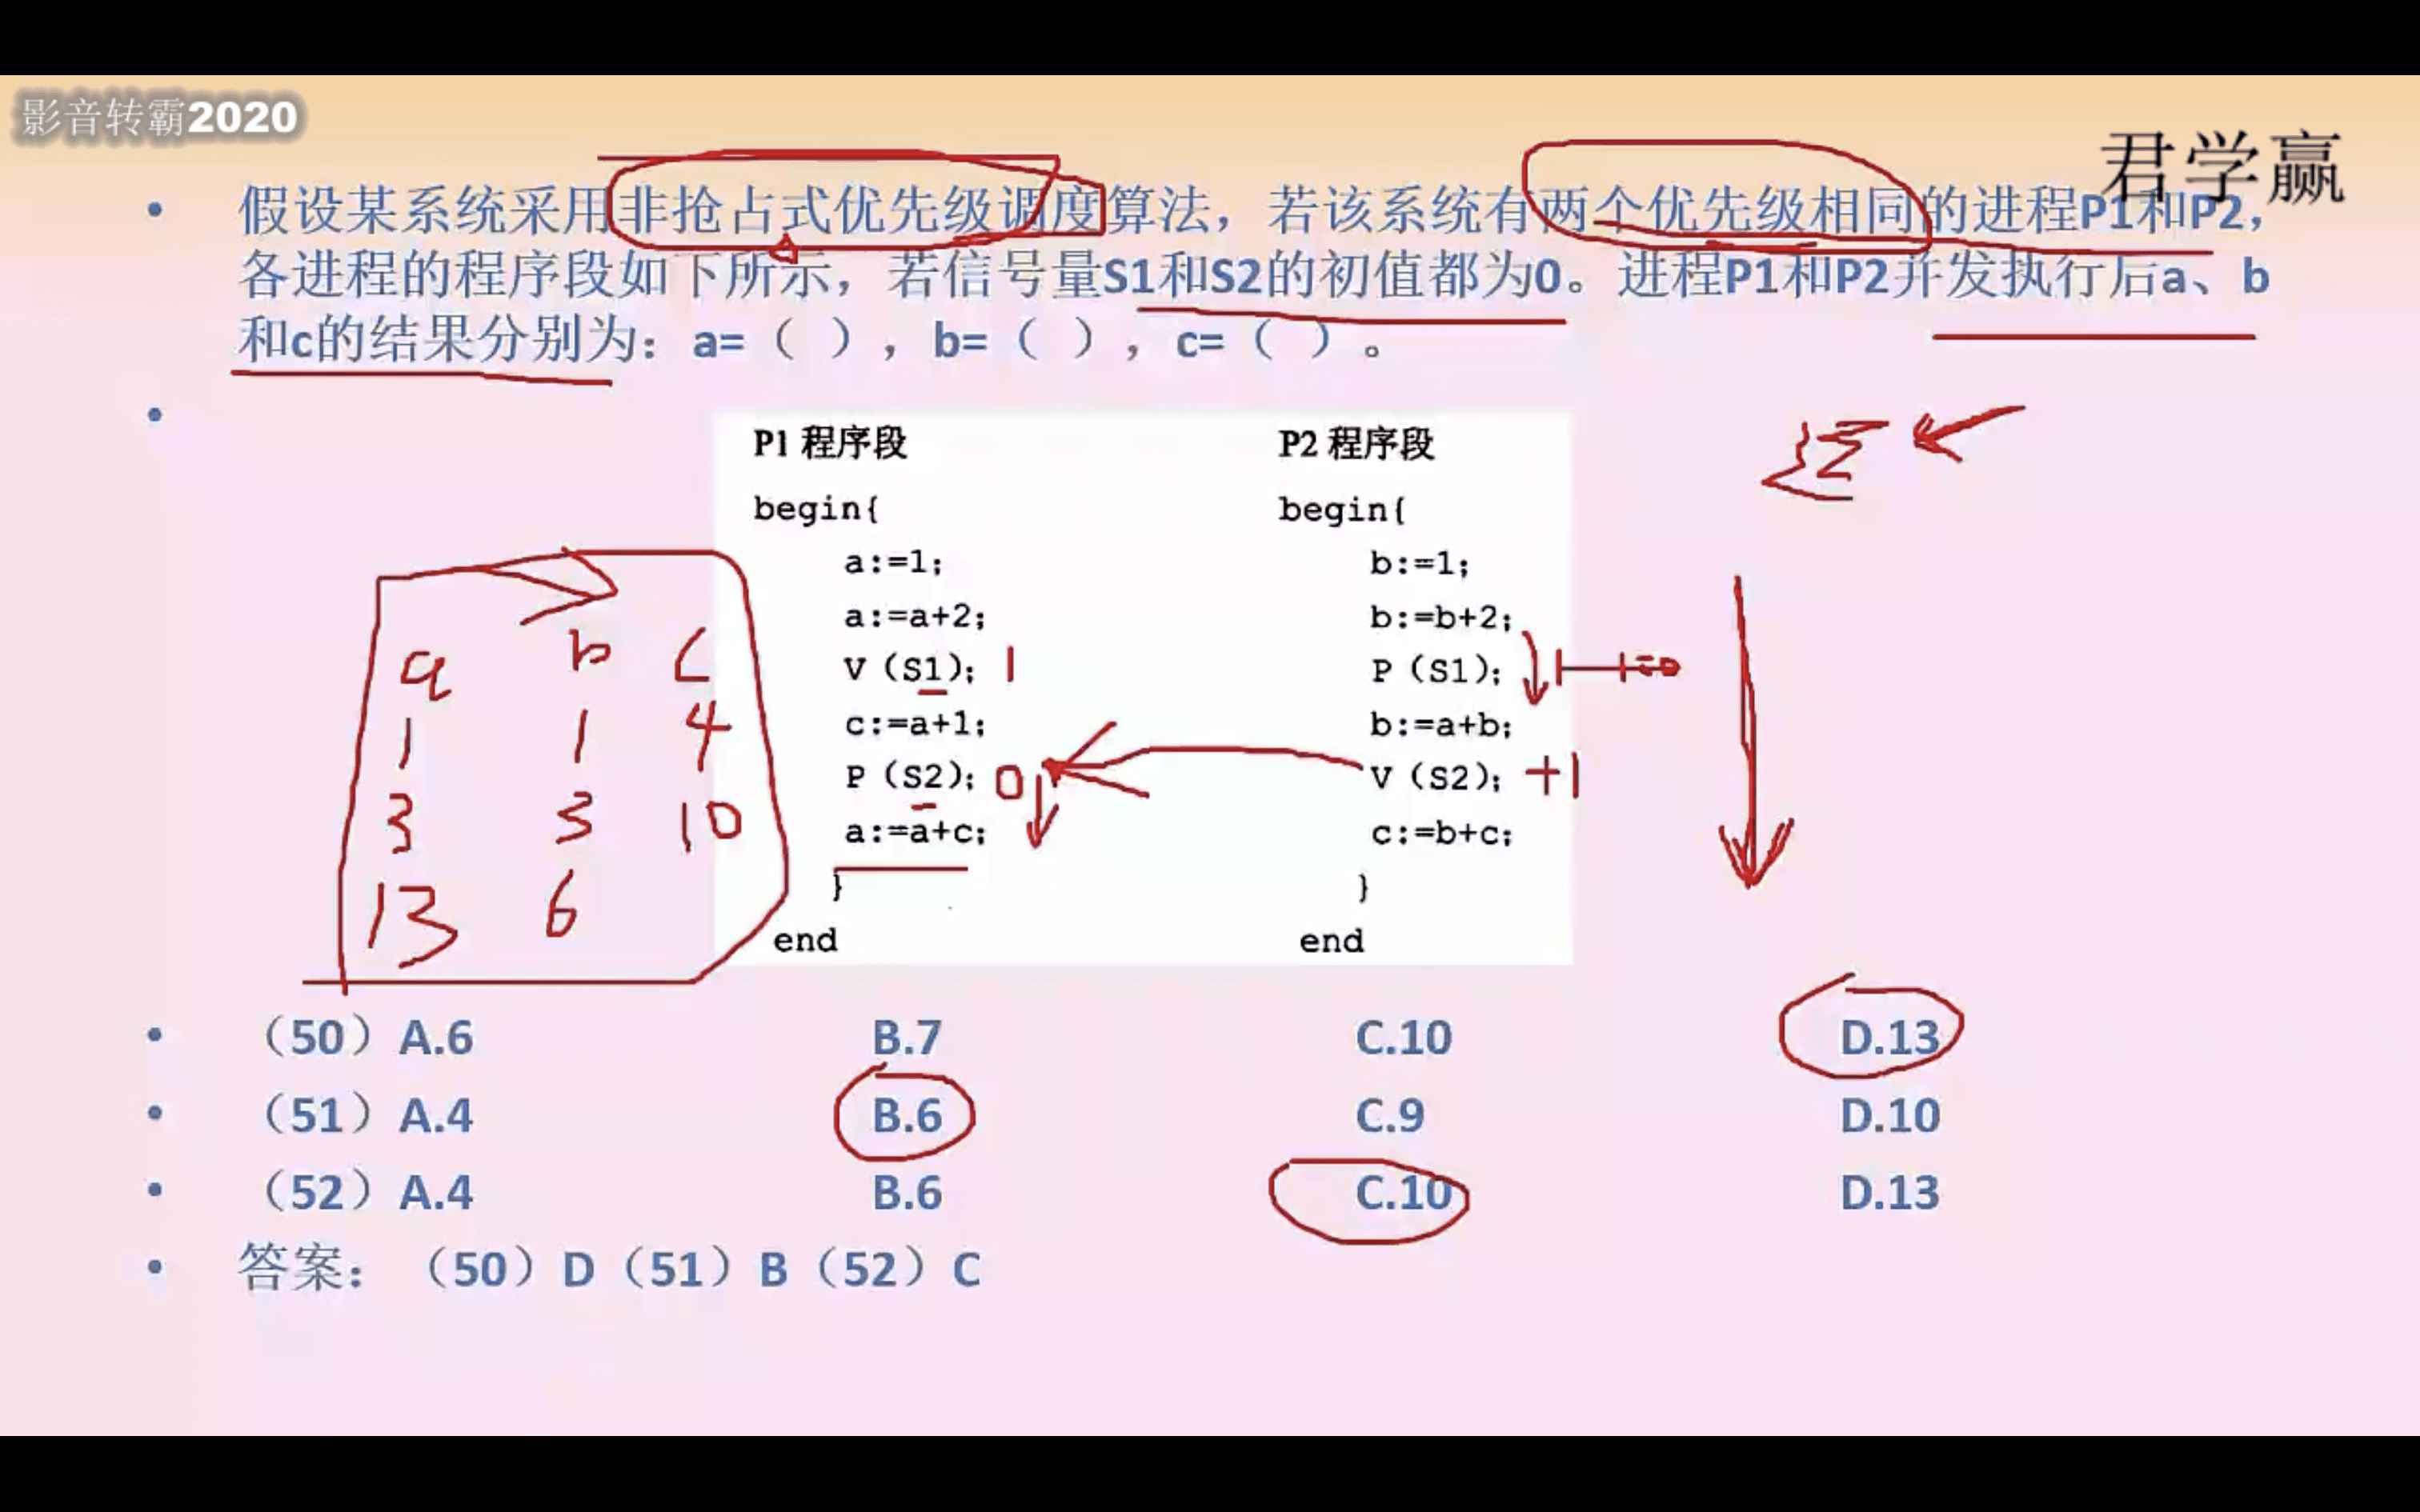 影音转霸2020
君学赢
• 假设某系统采用非抢占式优先级调度算法，若该系统有两个优先级相同的进程P1和P2，
各进程的程序段如下所示，若信号量S1和S2的初值都为0。进程P1和P2并发执行后a、b
和c的结果分别为：a=（ ），b=（ ），c=（ ）。
•
P1 程序段 P2 程序段
begin{ begin{
a:=1; b:=1;
a:=a+2; b:=b+2;
V (S1); 1 P (S1); 1-1=0
c:=a+1; b:=a+b;
P (S2); 0 V (S2); +1
a:=a+c; c:=b+c;
} }
end end
a b c
1 1 4
3 3 10
13 6
• （50）A.6 B.7 C.10 D.13
• （51）A.4 B.6 C.9 D.10
• （52）A.4 B.6 C.10 D.13
• 答案：（50）D（51）B（52）C